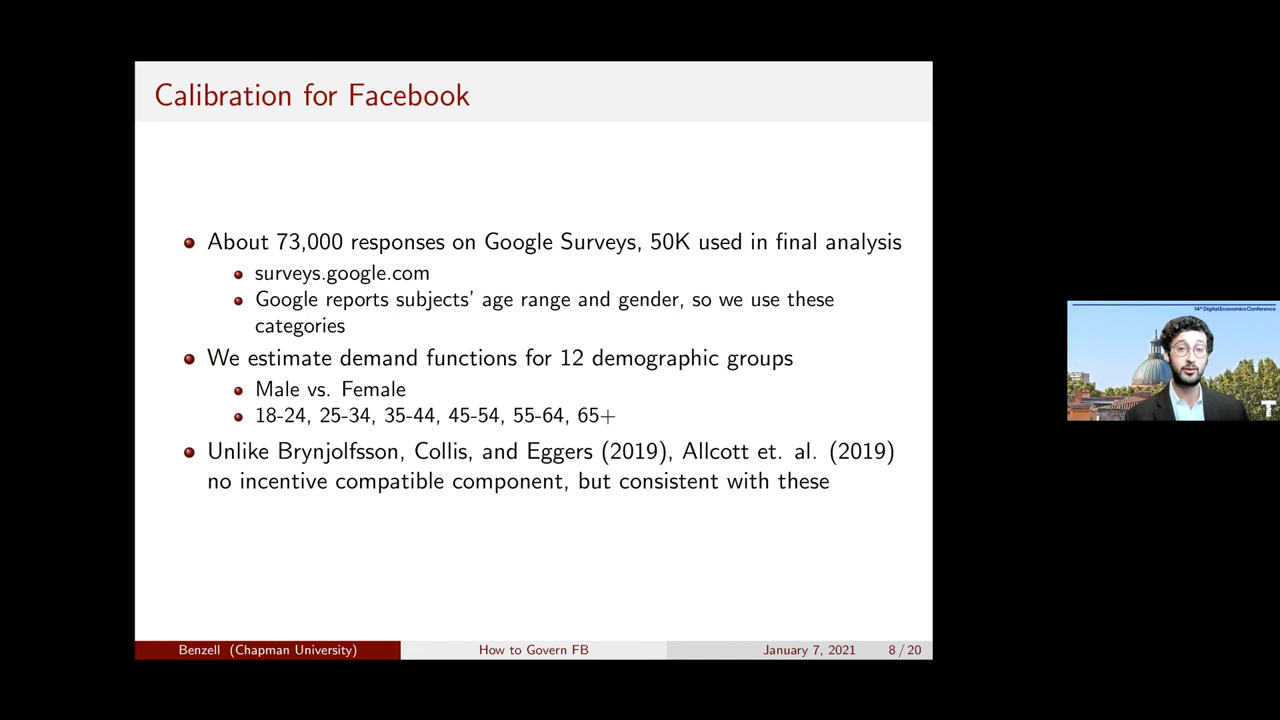 Calibration for Facebook
About 73,000 responses on Google Surveys, 50K used in final analysis
surveys.google.com
Google reports subjects' age range and gender, so we use these
categories
We estimate demand functions for 12 demographic groups
Male vs. Female
18-24, 25-34, 35-44, 45-54, 55-64, 65+
Unlike Brynjolfsson, Collis, and Eggers (2019), Allcott et. al. (2019)
no incentive compatible component, but consistent with these
Benzell (Chapman University)
How to Govern FB
January 7, 2021
8 / 20
14th Digital Economics Conference
T